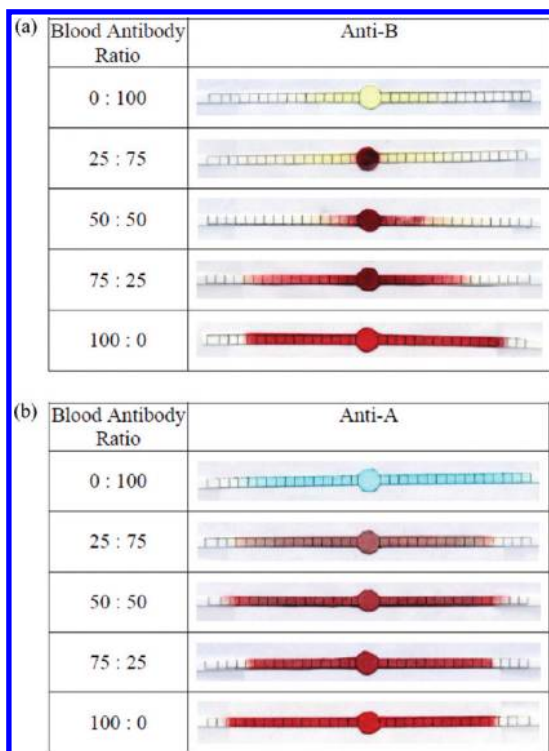 (a)
Blood Antibody Ratio
Anti-B
0 : 100
25 : 75
50 : 50
75 : 25
100 : 0
(b)
Blood Antibody Ratio
Anti-A
0 : 100
25 : 75
50 : 50
75 : 25
100 : 0